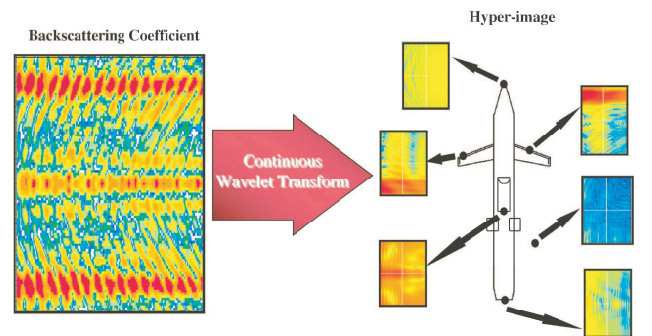 Hyper-image
Backscattering Coefficient
Continuous
Wavelet Transform